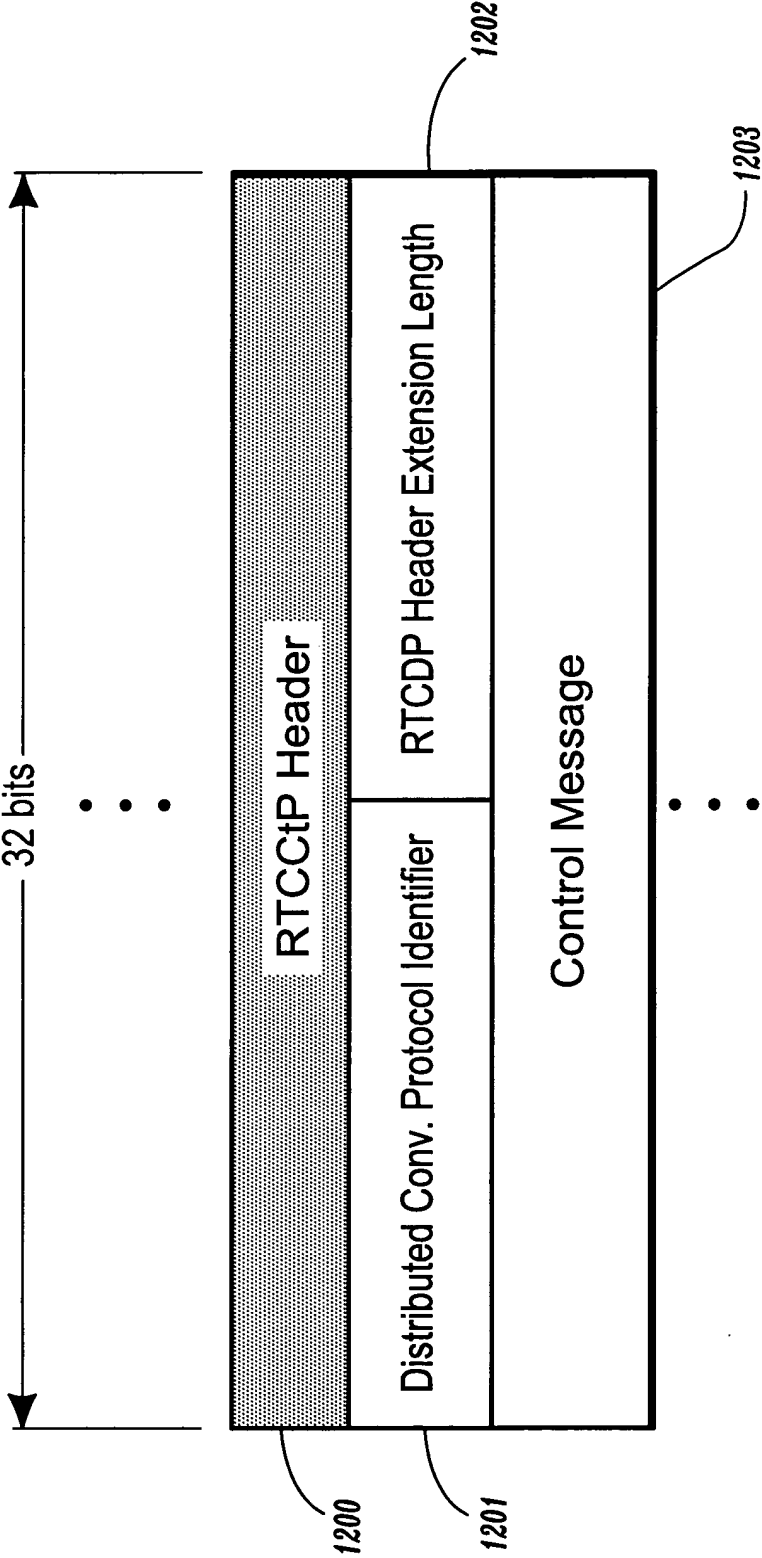 32 bits
RTCCtP Header
1200
Distributed Conv. Protocol Identifier
RTCDP Header Extension Length
1201
1202
Control Message
1203